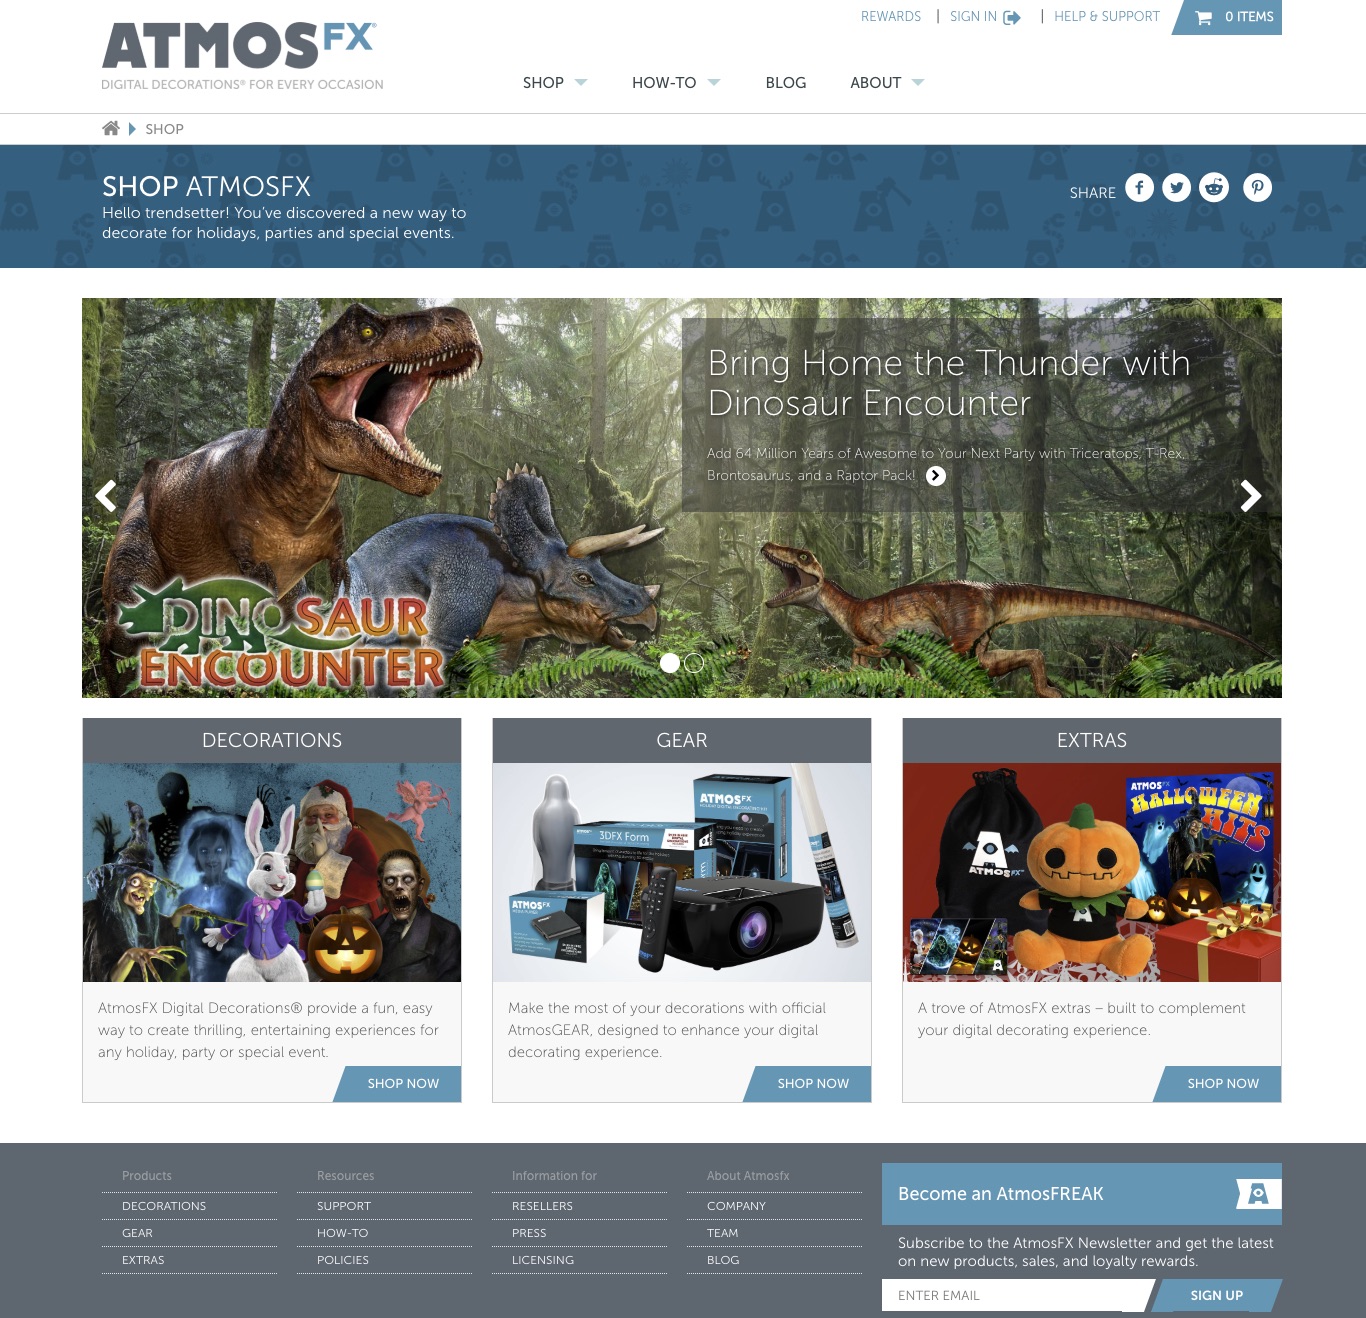 REWARDS | SIGN IN | HELP & SUPPORT 0 ITEMS
ATMOSFX®
DIGITAL DECORATIONS® FOR EVERY OCCASION
SHOP HOW-TO BLOG ABOUT
SHOP
SHOP ATMOSFX
Hello trendsetter! You've discovered a new way to
decorate for holidays, parties and special events.
SHARE
Bring Home the Thunder with
Dinosaur Encounter
Add 64 Million Years of Awesome to Your Next Party with Triceratops, T-Rex,
Brontosaurus, and a Raptor Pack!
DINOSAUR
ENCOUNTER
DECORATIONS
AtmosFX Digital Decorations® provide a fun, easy
way to create thrilling, entertaining experiences for
any holiday, party or special event.
SHOP NOW
GEAR
ATMOSFX
3DFX Form
ATMOSFX
Make the most of your decorations with official
AtmosGEAR, designed to enhance your digital
decorating experience.
SHOP NOW
EXTRAS
ATMOSFX
HALLOWEEN
HITS
ATMOSFX
A trove of AtmosFX extras – built to complement
your digital decorating experience.
SHOP NOW
Products
DECORATIONS
GEAR
EXTRAS
Resources
SUPPORT
HOW-TO
POLICIES
Information for
RESELLERS
PRESS
LICENSING
About Atmosfx
COMPANY
TEAM
BLOG
Become an AtmosFREAK
Subscribe to the AtmosFX Newsletter and get the latest
on new products, sales, and loyalty rewards.
ENTER EMAIL
SIGN UP